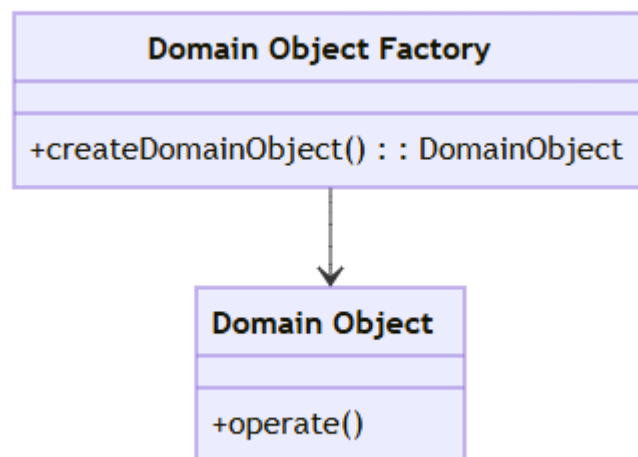 Domain Object Factory
+createDomainObject() : : DomainObject
Domain Object
+operate()